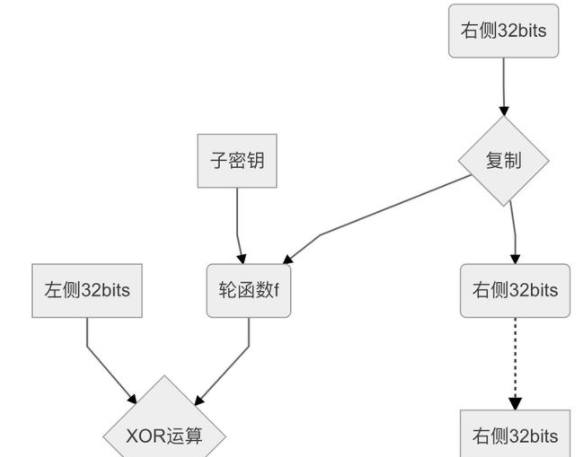 右侧32bits
复制
子密钥
左侧32bits
轮函数f
右侧32bits
XOR运算
右侧32bits